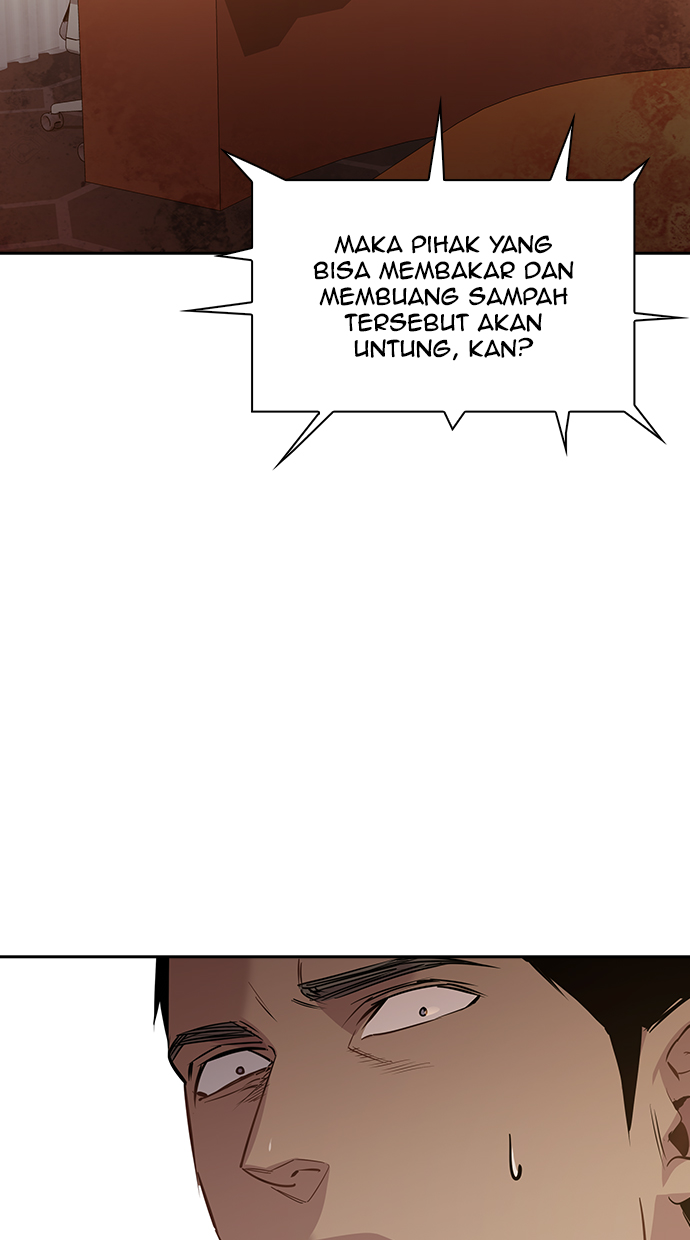 MAKA PIHAK YANG
BISA MEMBAKAR DAN
MEMBUANG SAMPAH
TERSEBUT AKAN
UNTUNG, KAN?